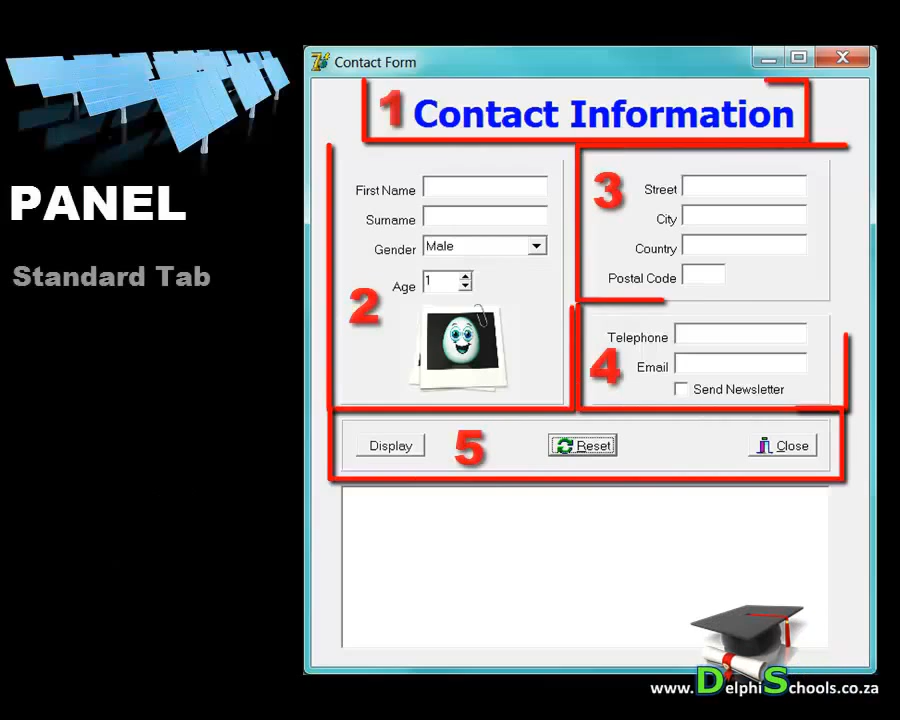 PANEL
Standard Tab
Contact Form
1 Contact Information
2
First Name
Surname
Gender Male
Age 1
3
Street
City
Country
Postal Code
4
Telephone
Email
Send Newsletter
5
Display Reset Close
www.DelphiSchools.co.za